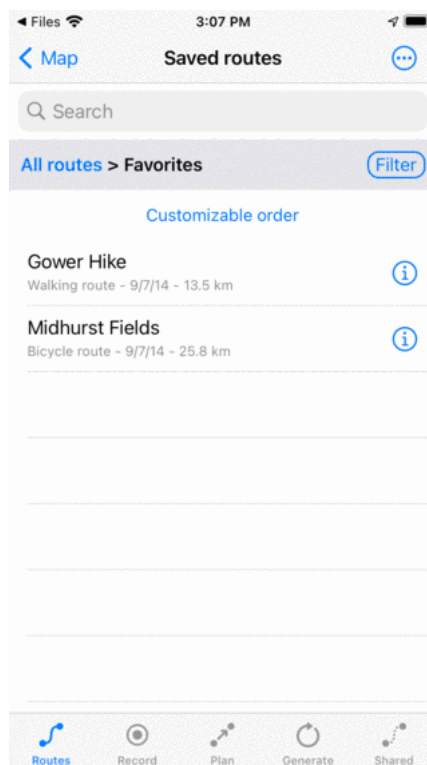 ◀ Files 3:07 PM
Map Saved routes
Search
All routes > Favorites Filter
Customizable order
Gower Hike
Walking route - 9/7/14 - 13.5 km
Midhurst Fields
Bicycle route - 9/7/14 - 25.8 km
Routes Record Plan Generate Shared